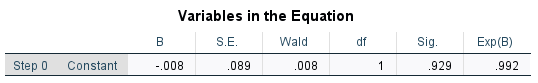 Variables in the Equation
B S.E. Wald df Sig. Exp(B)
Step 0 Constant -.008 .089 .008 1 .929 .992